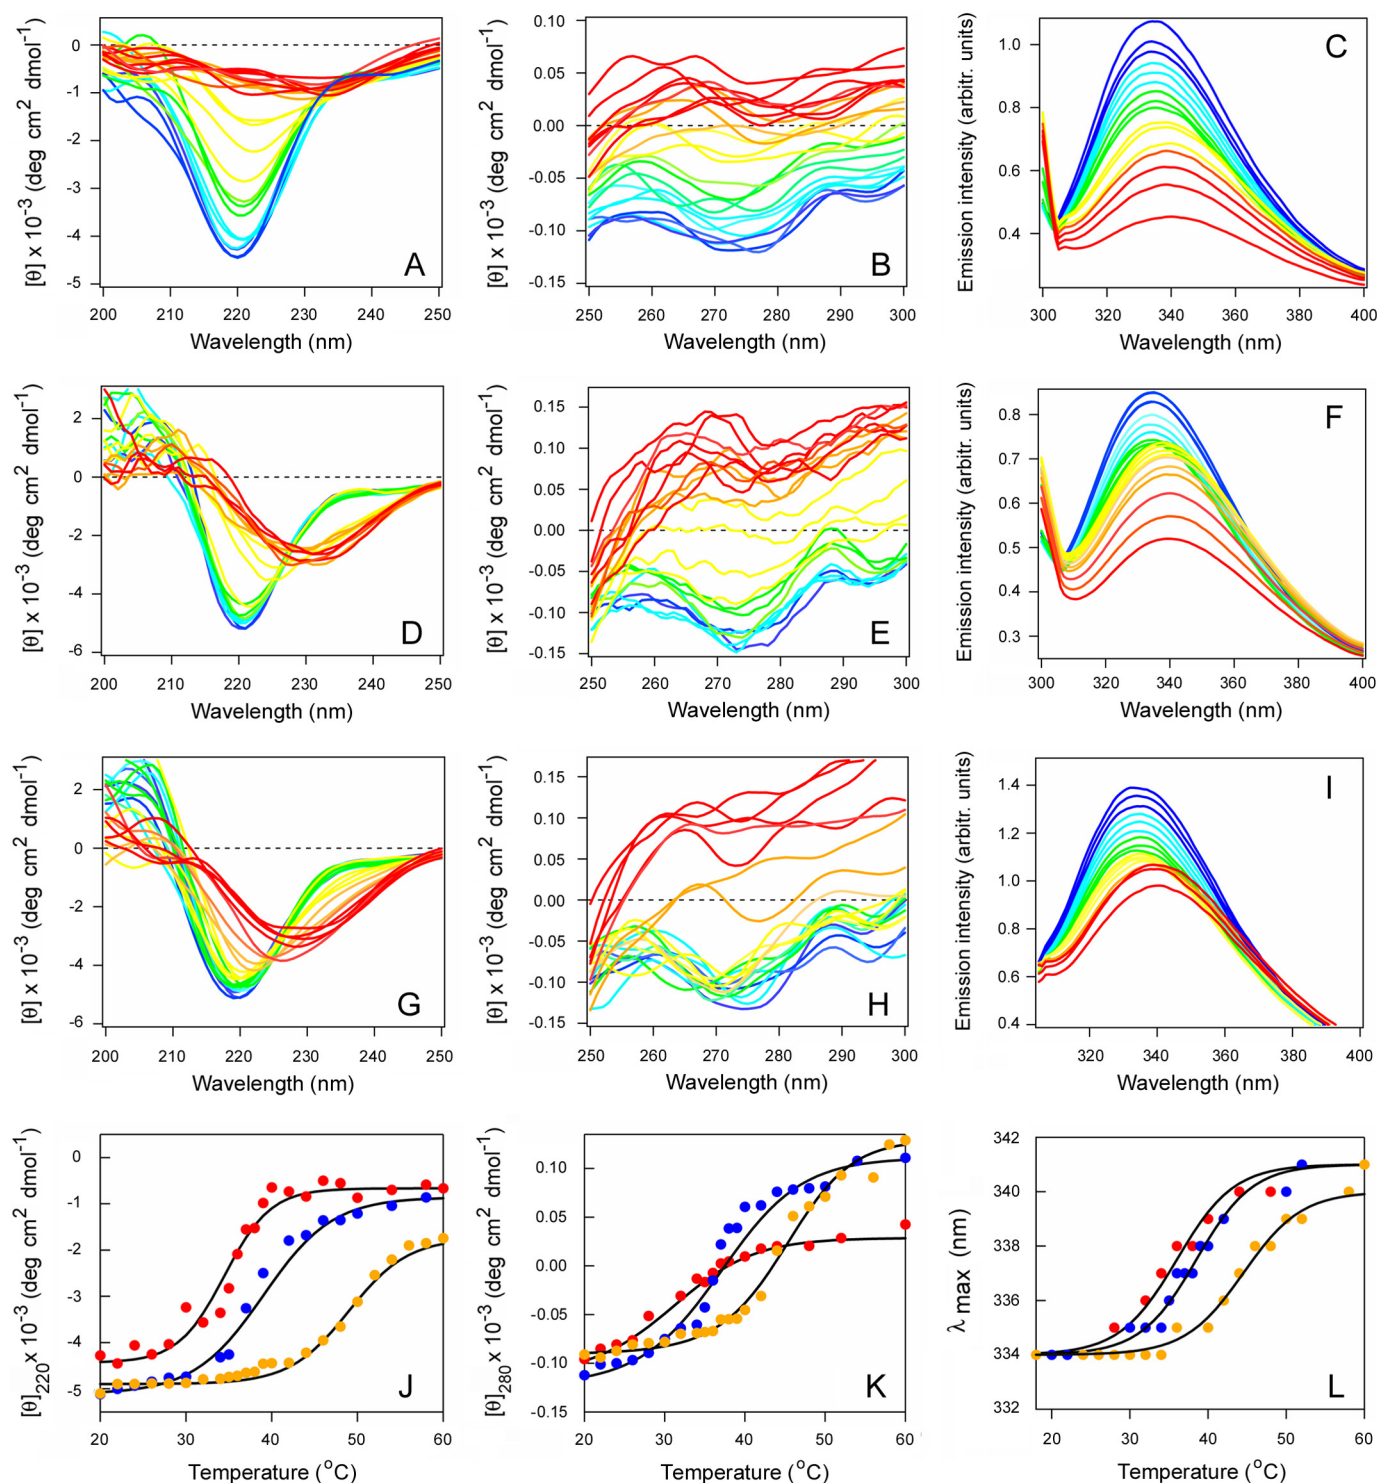 [θ] x 10⁻³ (deg cm² dmol⁻¹)
0
-1
-2
-3
-4
-5
A
200 210 220 230 240 250
Wavelength (nm)
[θ] x 10⁻³ (deg cm² dmol⁻¹)
0.10
0.05
0.00
-0.05
-0.10
-0.15
B
250 260 270 280 290 300
Wavelength (nm)
Emission intensity (arbitr. units)
1.0
0.8
0.6
0.4
C
300 320 340 360 380 400
Wavelength (nm)
[θ] x 10⁻³ (deg cm² dmol⁻¹)
2
0
-2
-4
-6
D
200 210 220 230 240 250
Wavelength (nm)
[θ] x 10⁻³ (deg cm² dmol⁻¹)
0.15
0.10
0.05
0.00
-0.05
-0.10
-0.15
E
250 260 270 280 290 300
Wavelength (nm)
Emission intensity (arbitr. units)
0.8
0.7
0.6
0.5
0.4
0.3
F
300 320 340 360 380 400
Wavelength (nm)
[θ] x 10⁻³ (deg cm² dmol⁻¹)
2
0
-2
-4
-6
G
200 210 220 230 240 250
Wavelength (nm)
[θ] x 10⁻³ (deg cm² dmol⁻¹)
0.15
0.10
0.05
0.00
-0.05
-0.10
-0.15
H
250 260 270 280 290 300
Wavelength (nm)
Emission intensity (arbitr. units)
1.4
1.2
1.0
0.8
0.6
0.4
I
320 340 360 380 400
Wavelength (nm)
[θ]₂₂₀ x 10⁻³ (deg cm² dmol⁻¹)
0
-1
-2
-3
-4
-5
J
20 30 40 50 60
Temperature (°C)
[θ]₂₈₀ x 10⁻³ (deg cm² dmol⁻¹)
0.10
0.05
0.00
-0.05
-0.10
-0.15
K
20 30 40 50 60
Temperature (°C)
λ max (nm)
342
340
338
336
334
332
L
20 30 40 50 60
Temperature (°C)